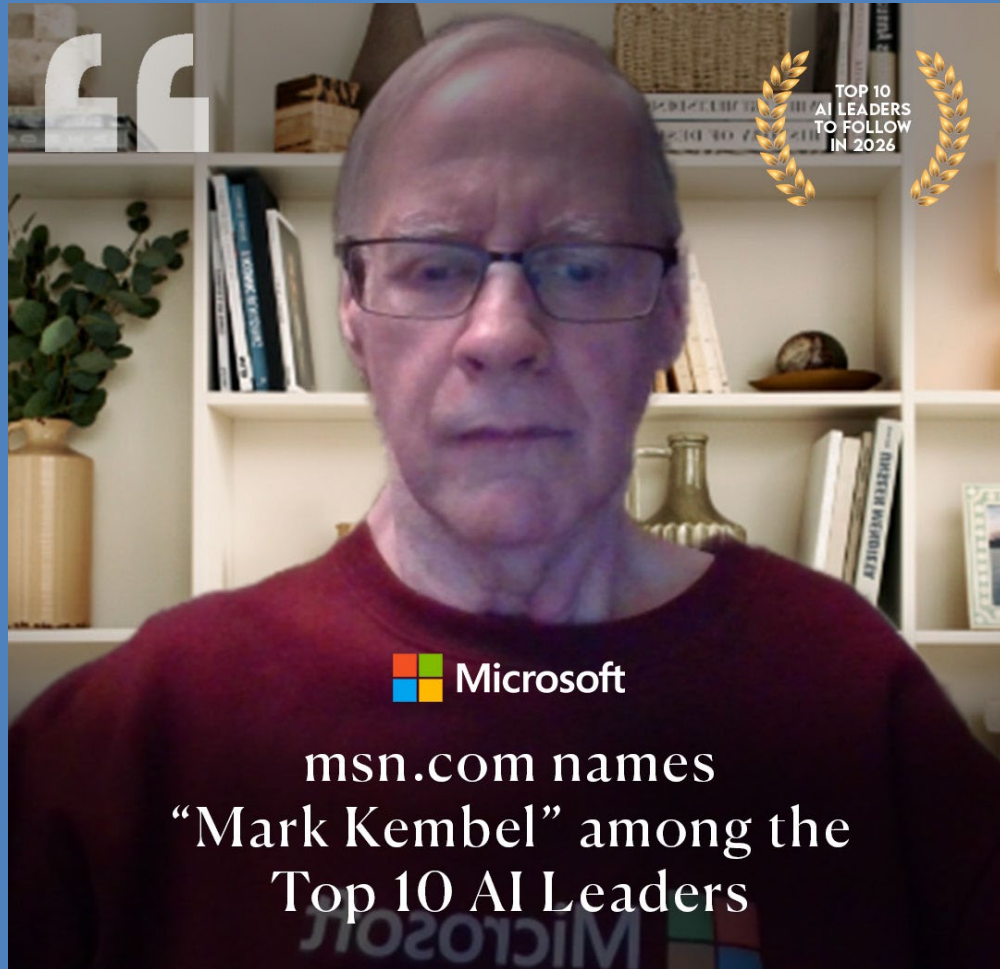 TOP 10
AI LEADERS
TO FOLLOW
IN 2026
Microsoft
msn.com names
“Mark Kembel” among the
Top 10 AI Leaders
Microsoft